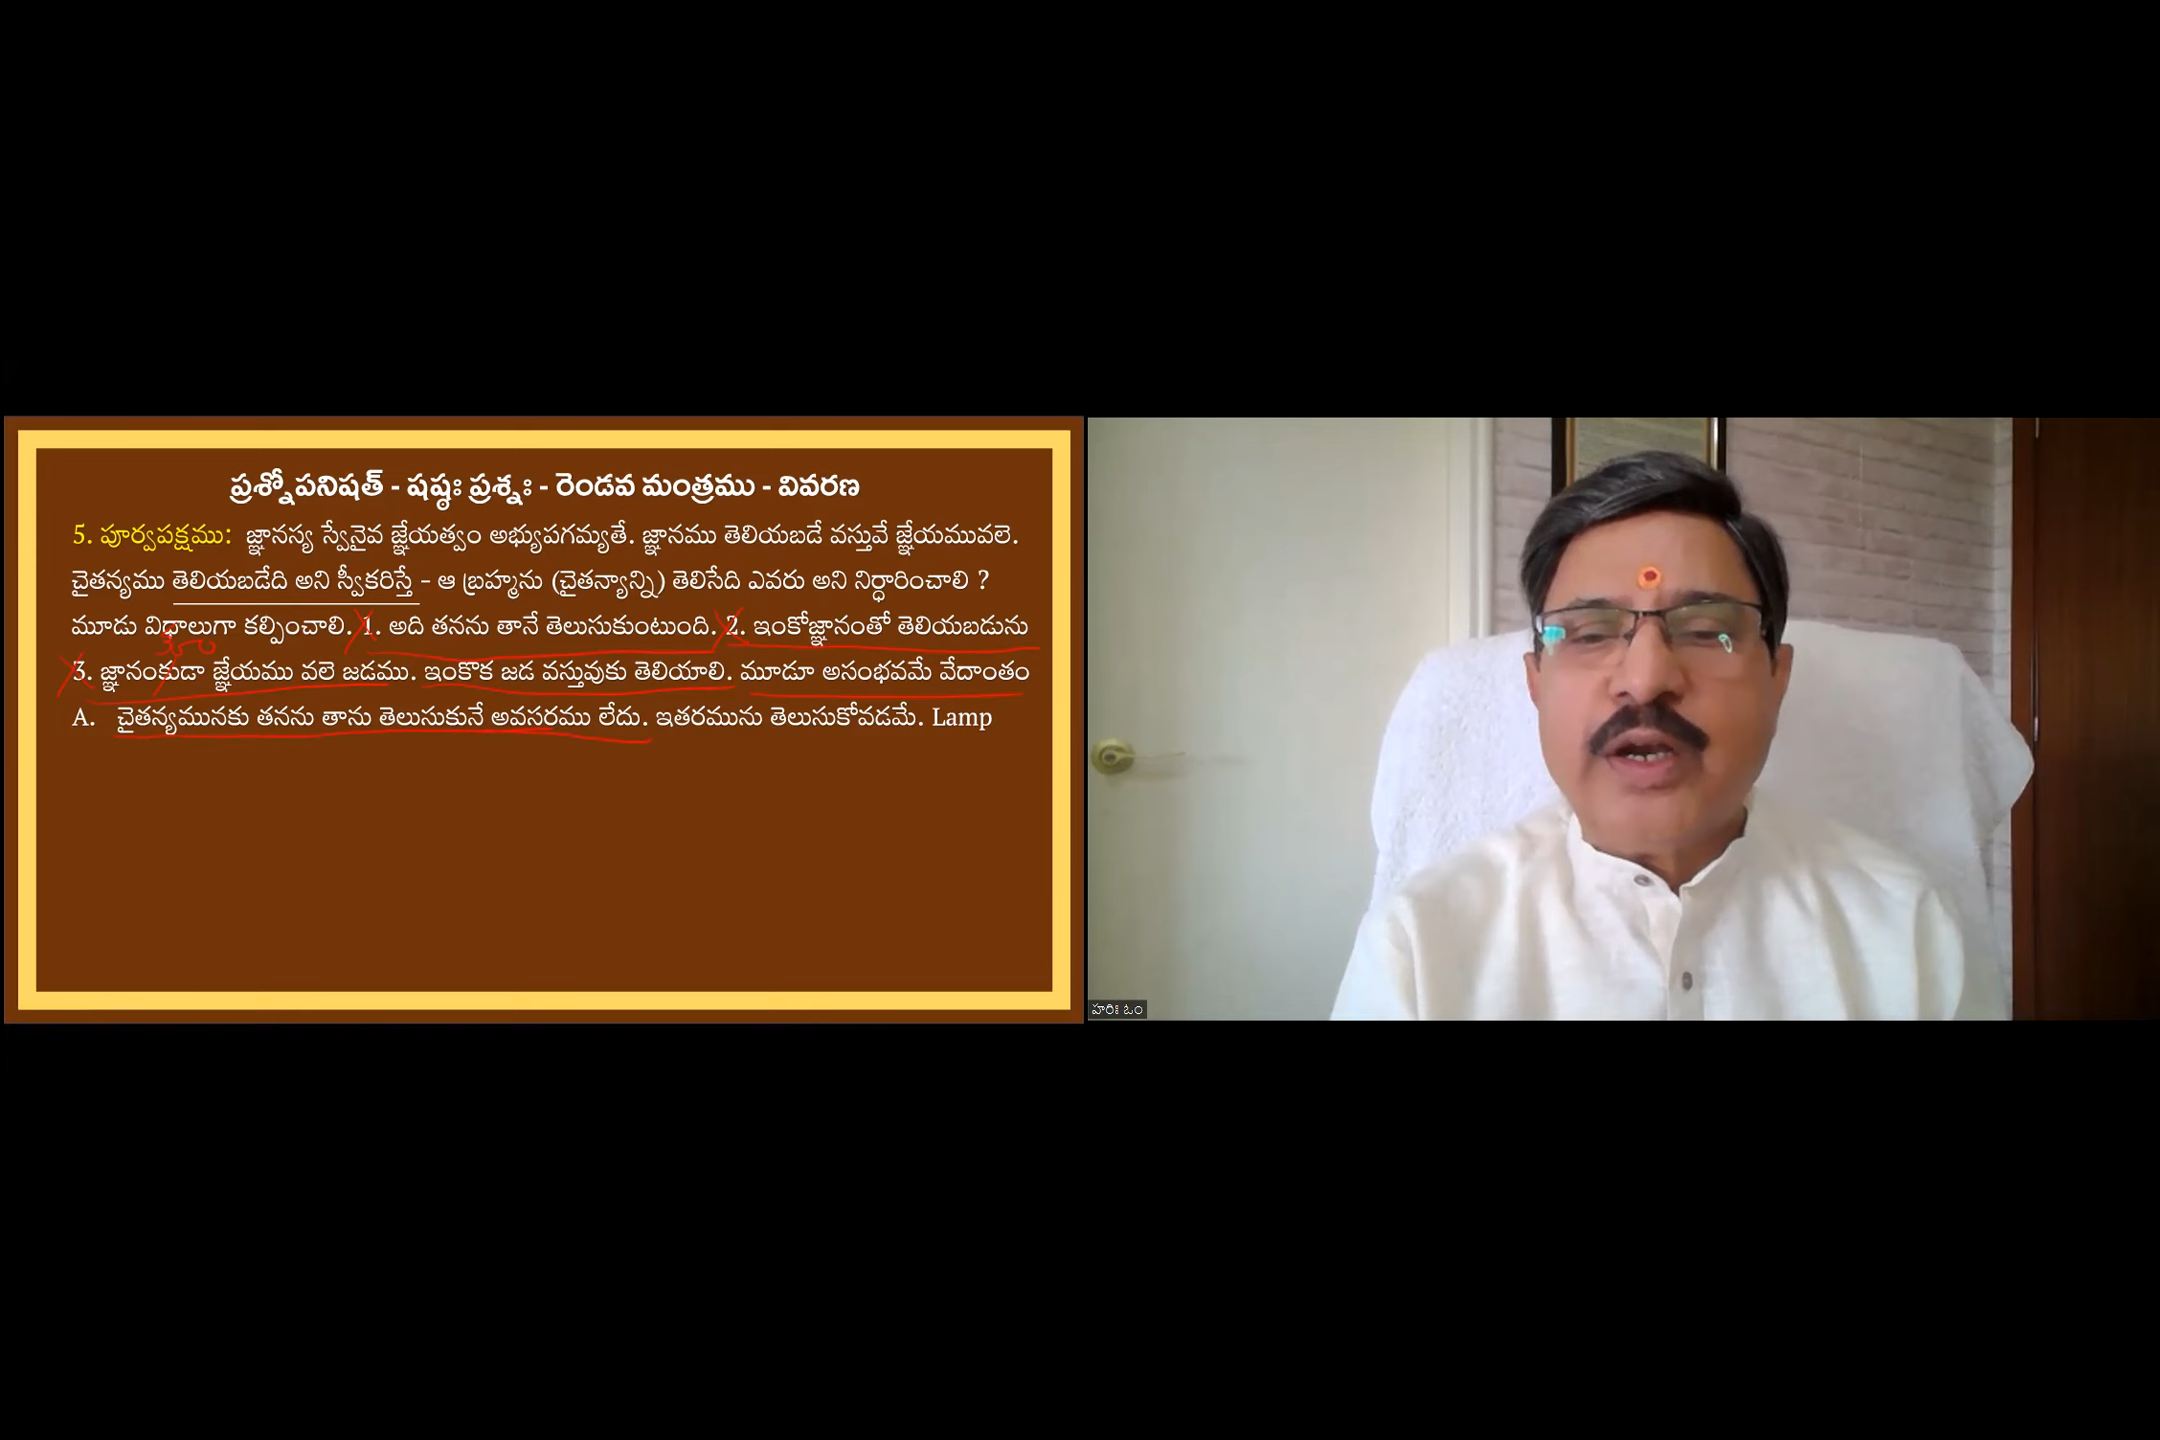 ప్రశ్నోపనిషత్ - షష్ఠః ప్రశ్నః - రెండవ మంత్రము - వివరణ
5. పూర్వపక్షము: జ్ఞానస్య స్వేనైవ జ్ఞేయత్వం అభ్యుపగమ్యతే. జ్ఞానము తెలియబడే వస్తువే జ్ఞేయమువలె.
చైతన్యము తెలియబడేది అని స్వీకరిస్తే - ఆ బ్రహ్మను (చైతన్యాన్ని) తెలిసేది ఎవరు అని నిర్ధారించాలి ?
మూడు విధాలుగా కల్పించాలి. 1. అది తనను తానే తెలుసుకుంటుంది. 2. ఇంకోజ్ఞానంతో తెలియబడును
3. జ్ఞానంకుడా జ్ఞేయము వలె జడము. ఇంకొక జడ వస్తువుకు తెలియాలి. మూడూ అసంభవమే వేదాంతం
A. చైతన్యమునకు తనను తాను తెలుసుకునే అవసరము లేదు. ఇతరమును తెలుసుకోవడమే. Lamp
హరిః ఓం